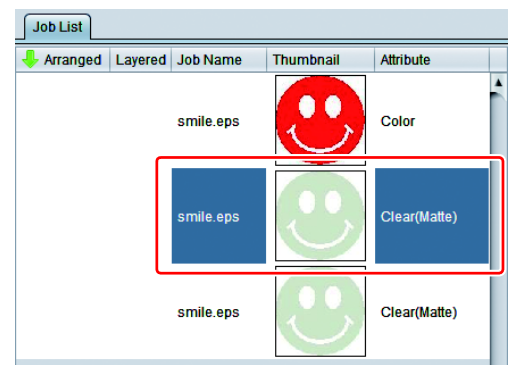 Job List
Arranged Layered Job Name Thumbnail Attribute
smile.eps Color
smile.eps Clear(Matte)
smile.eps Clear(Matte)